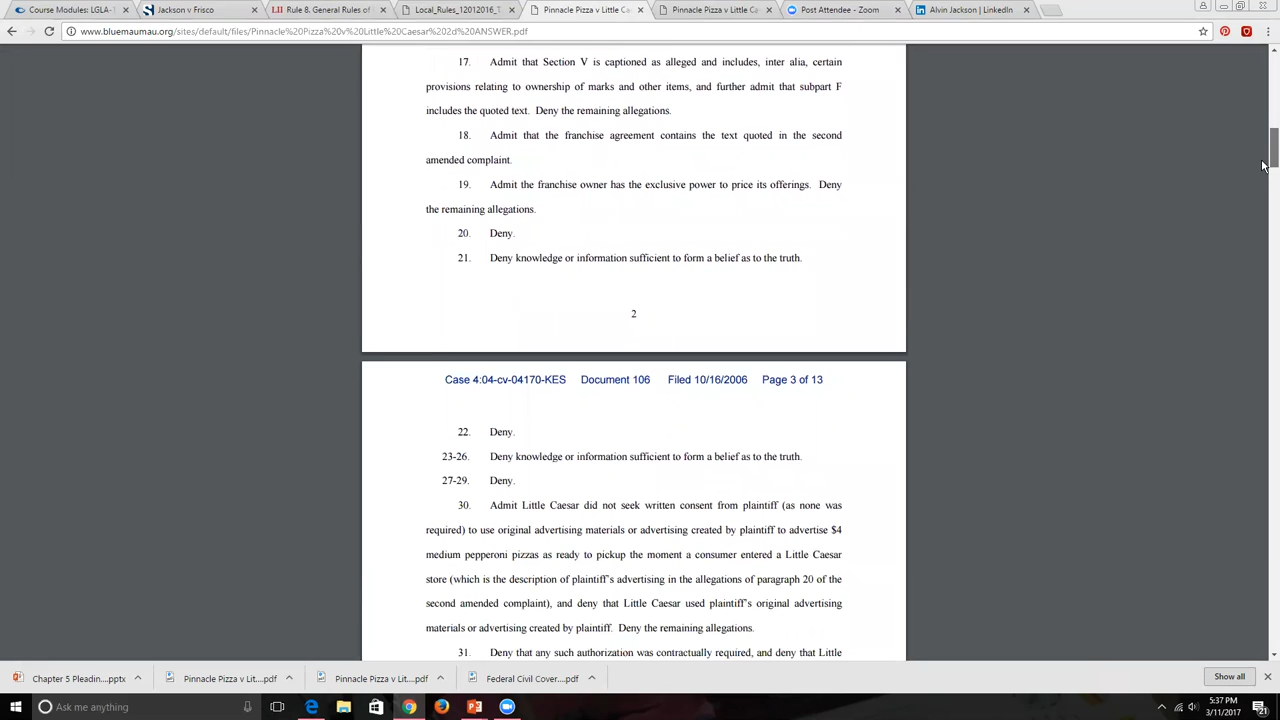 Course Modules: LGLA-
Jackson v Frisco
LII Rule 8. General Rules of
Local_Rules_12012016_T
Pinnacle Pizza v Little Ca
Pinnacle Pizza v Little Ca
Post Attendee - Zoom
Alvin Jackson | LinkedIn
www.bluemaumau.org/sites/default/files/Pinnacle%20Pizza%20v%20Little%20Caesar%202d%20ANSWER.pdf
17. Admit that Section V is captioned as alleged and includes, inter alia, certain
provisions relating to ownership of marks and other items, and further admit that subpart F
includes the quoted text. Deny the remaining allegations.
18. Admit that the franchise agreement contains the text quoted in the second
amended complaint.
19. Admit the franchise owner has the exclusive power to price its offerings. Deny
the remaining allegations.
20. Deny.
21. Deny knowledge or information sufficient to form a belief as to the truth.
2
Case 4:04-cv-04170-KES Document 106 Filed 10/16/2006 Page 3 of 13
22. Deny.
23-26. Deny knowledge or information sufficient to form a belief as to the truth.
27-29. Deny.
30. Admit Little Caesar did not seek written consent from plaintiff (as none was
required) to use original advertising materials or advertising created by plaintiff to advertise $4
medium pepperoni pizzas as ready to pickup the moment a consumer entered a Little Caesar
store (which is the description of plaintiff's advertising in the allegations of paragraph 20 of the
second amended complaint), and deny that Little Caesar used plaintiff's original advertising
materials or advertising created by plaintiff. Deny the remaining allegations.
31. Deny that any such authorization was contractually required, and deny that Little
Chapter 5 Pleadin....pptx
Pinnacle Pizza v Lit....pdf
Pinnacle Pizza v Lit....pdf
Federal Civil Cover....pdf
Show all
Ask me anything
5:37 PM
3/11/2017